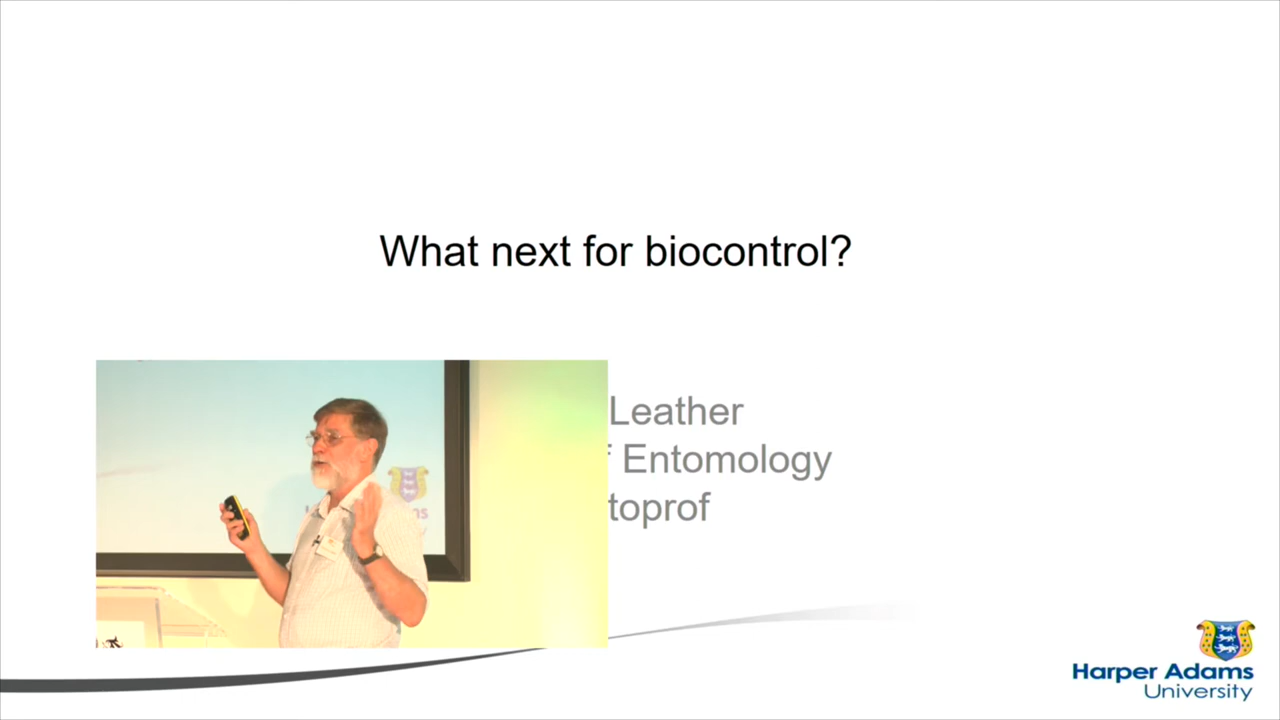 What next for biocontrol?
Leather
Entomology
toprof
Harper Adams
University